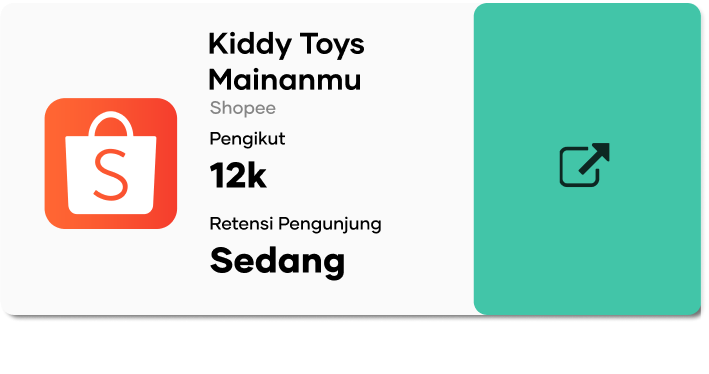 Kiddy Toys
Mainanmu
Shopee
Pengikut
12k
Retensi Pengunjung
Sedang
S